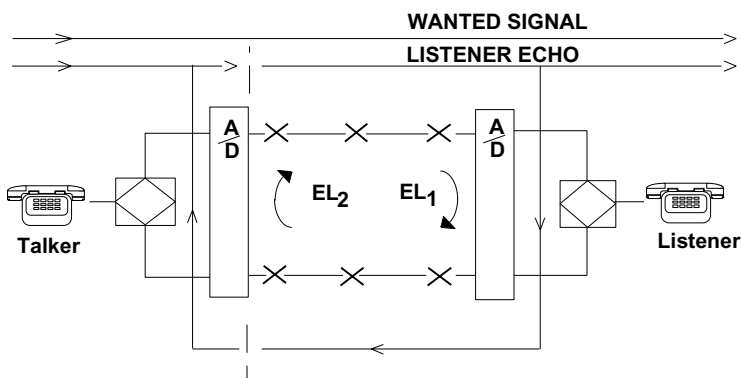 WANTED SIGNAL
LISTENER ECHO
A/D
A/D
EL2
EL1
Talker
Listener